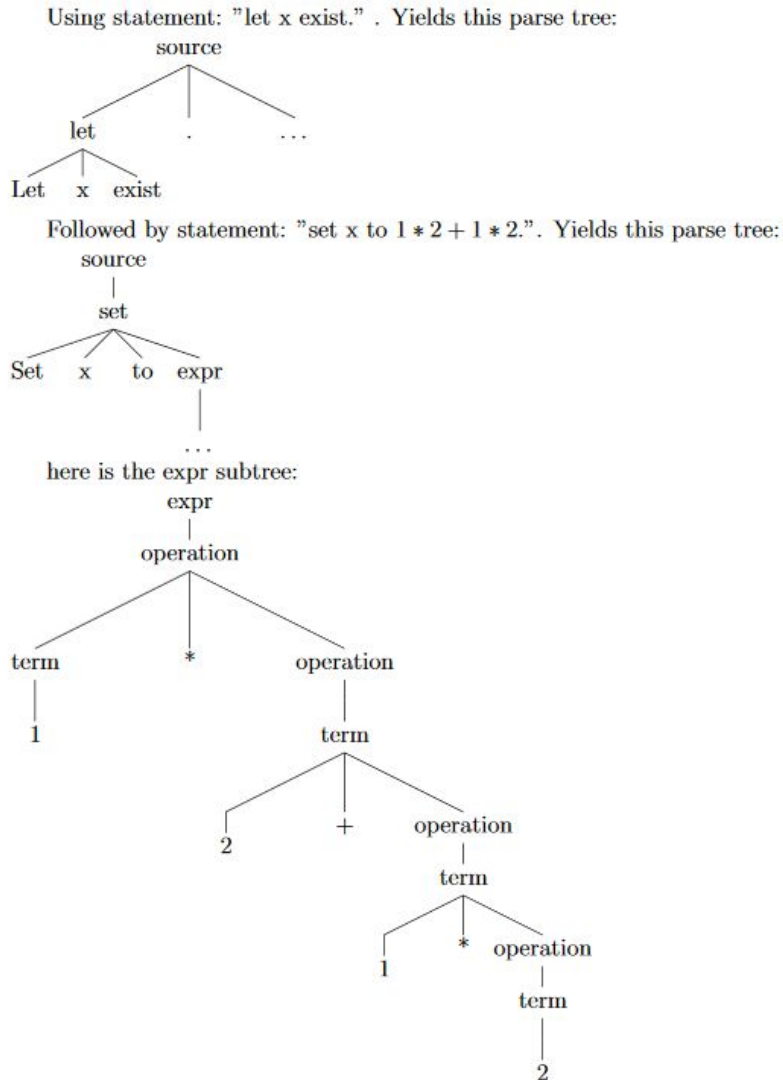 Using statement: ”let x exist.” . Yields this parse tree:
source
let . ...
Let x exist
Followed by statement: ”set x to 1 * 2 + 1 * 2.”. Yields this parse tree:
source
set
Set x to expr
...
here is the expr subtree:
expr
operation
term * operation
1 term
2 + operation
term
1 * operation
term
2